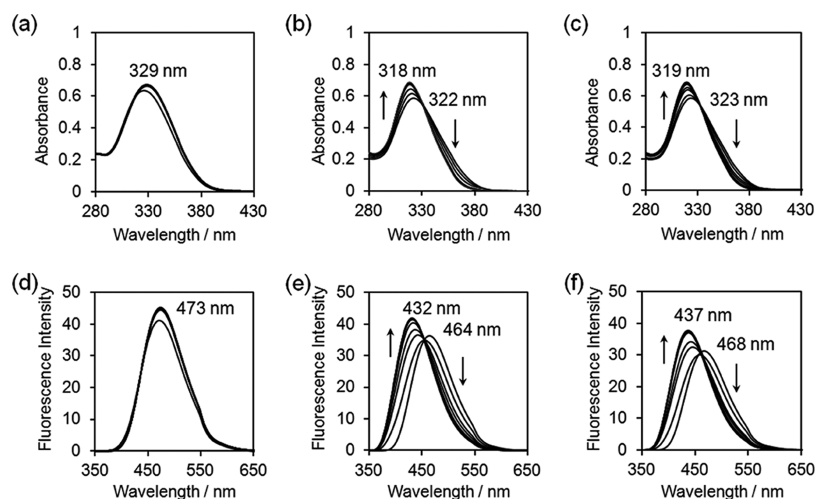 (a)
1
0.8
0.6
0.4
0.2
0
Absorbance
329 nm
280 330 380 430
Wavelength / nm
(b)
1
0.8
0.6
0.4
0.2
0
Absorbance
318 nm
322 nm
280 330 380 430
Wavelength / nm
(c)
1
0.8
0.6
0.4
0.2
0
Absorbance
319 nm
323 nm
280 330 380 430
Wavelength / nm
(d)
50
40
30
20
10
0
Fluorescence Intensity
473 nm
350 450 550 650
Wavelength / nm
(e)
50
40
30
20
10
0
Fluorescence Intensity
432 nm
464 nm
350 450 550 650
Wavelength / nm
(f)
50
40
30
20
10
0
Fluorescence Intensity
437 nm
468 nm
350 450 550 650
Wavelength / nm